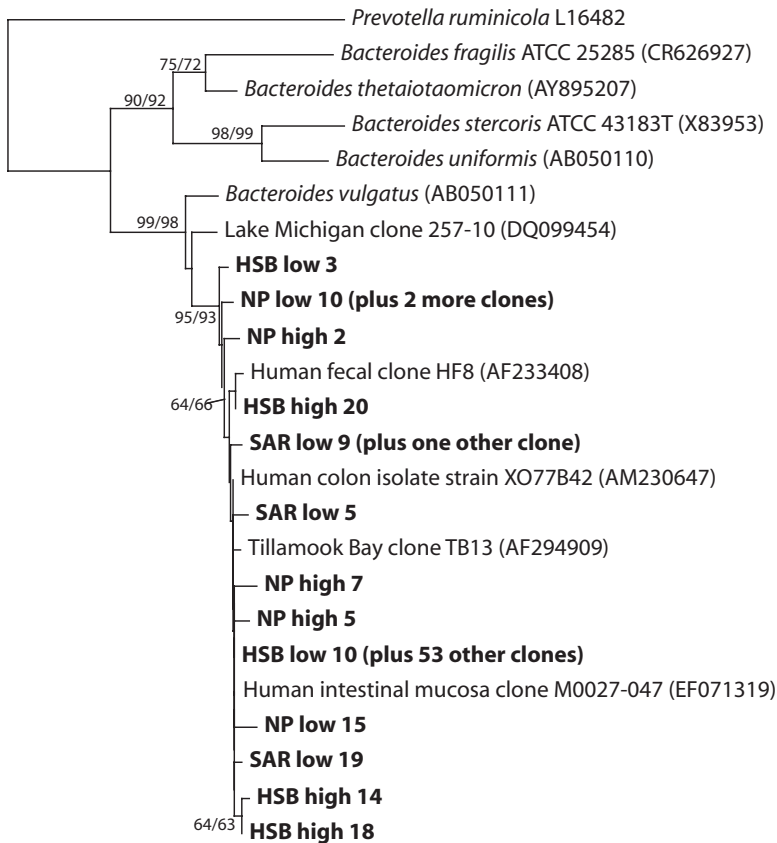 Prevotella ruminicola L16482
Bacteroides fragilis ATCC 25285 (CR626927)
75/72
Bacteroides thetaiotaomicron (AY895207)
90/92
Bacteroides stercoris ATCC 43183T (X83953)
98/99
Bacteroides uniformis (AB050110)
Bacteroides vulgatus (AB050111)
99/98
Lake Michigan clone 257-10 (DQ099454)
HSB low 3
NP low 10 (plus 2 more clones)
95/93
NP high 2
Human fecal clone HF8 (AF233408)
64/66
HSB high 20
SAR low 9 (plus one other clone)
Human colon isolate strain XO77B42 (AM230647)
SAR low 5
Tillamook Bay clone TB13 (AF294909)
NP high 7
NP high 5
HSB low 10 (plus 53 other clones)
Human intestinal mucosa clone M0027-047 (EF071319)
NP low 15
SAR low 19
HSB high 14
64/63
HSB high 18